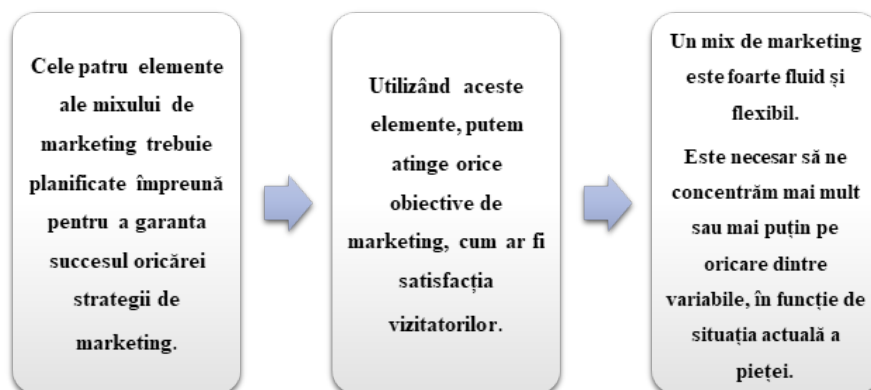 Cele patru elemente
ale mixului de
marketing trebuie
planificate împreună
pentru a garanta
succesul oricărei
strategii de
marketing.
Utilizând aceste
elemente, putem
atinge orice
obiective de
marketing, cum ar fi
satisfacția
vizitatorilor.
Un mix de marketing
este foarte fluid și
flexibil.
Este necesar să ne
concentrăm mai mult
sau mai puțin pe
oricare dintre
variabile, în funcție de
situația actuală a
pieței.